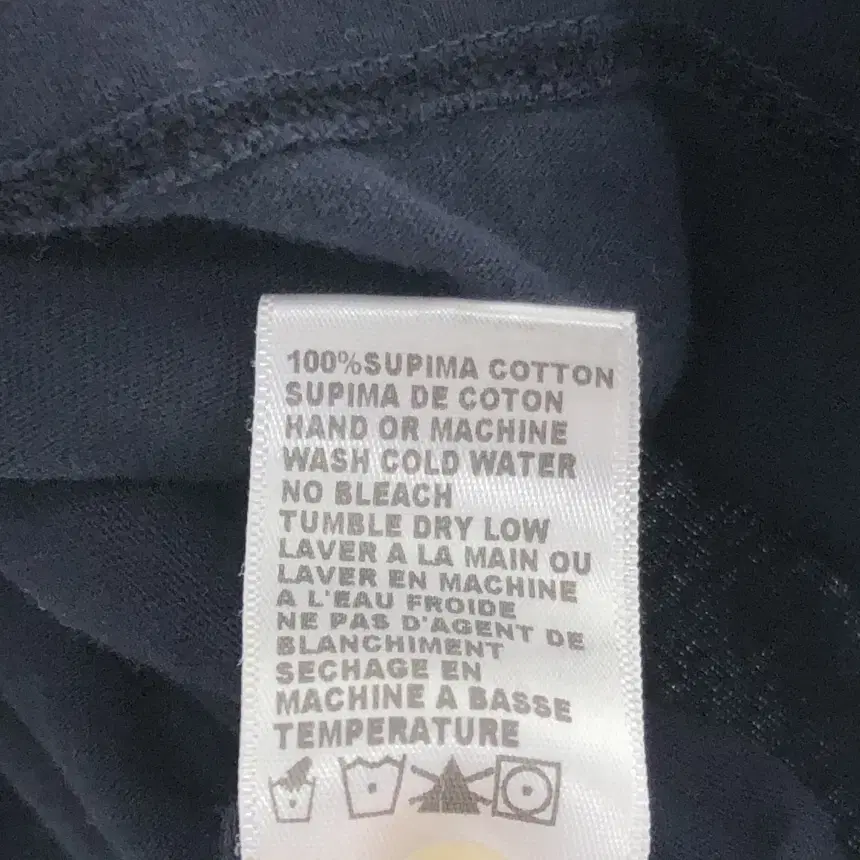 100%SUPIMA COTTON
SUPIMA DE COTON
HAND OR MACHINE
WASH COLD WATER
NO BLEACH
TUMBLE DRY LOW
LAVER A LA MAIN OU
LAVER EN MACHINE
A L'EAU FROIDE
NE PAS D'AGENT DE
BLANCHIMENT
SECHAGE EN
MACHINE A BASSE
TEMPERATURE